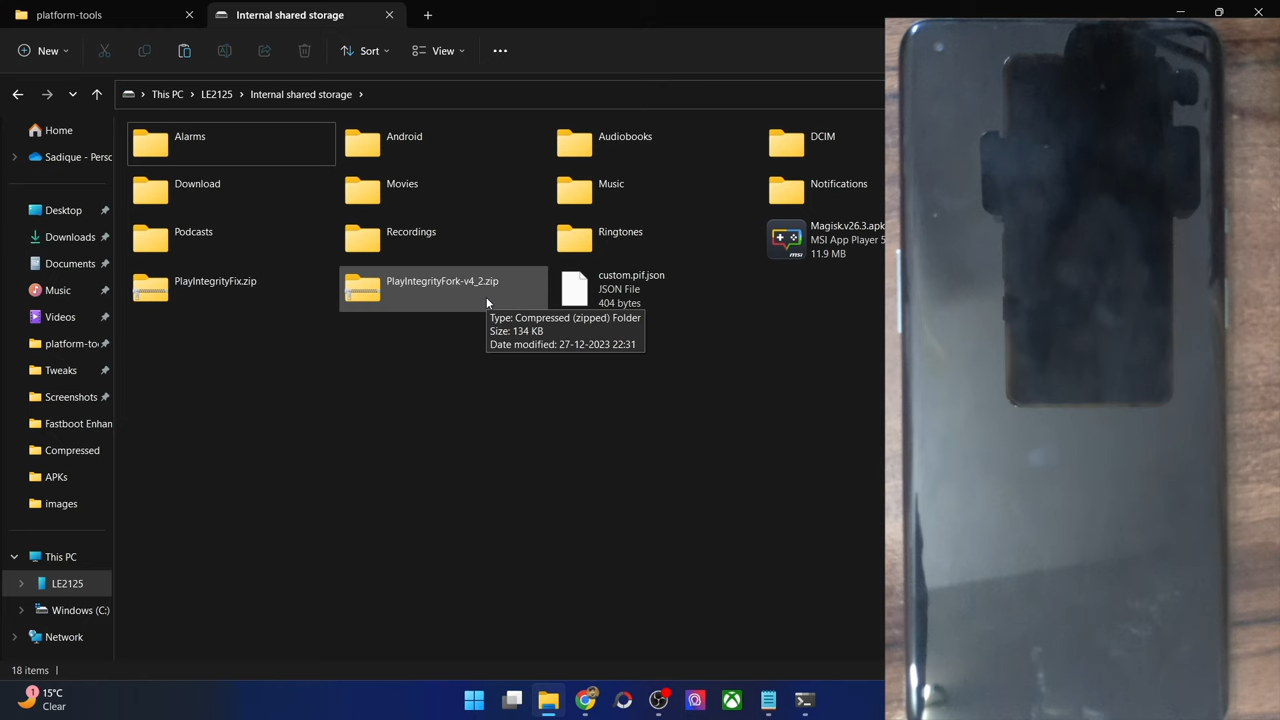 platform-tools
Internal shared storage
New
Sort
View
This PC
LE2125
Internal shared storage
Home
Sadique - Persc
Desktop
Downloads
Documents
Music
Videos
platform-too
Tweaks
Screenshots
Fastboot Enhan
Compressed
APKs
images
This PC
LE2125
Windows (C:)
Network
Alarms
Android
Audiobooks
DCIM
Download
Movies
Music
Notifications
Podcasts
Recordings
Ringtones
Magisk.v26.3.apk
MSI App Player 5
11.9 MB
msi
PlayIntegrityFix.zip
PlayIntegrityFork-v4_2.zip
custom.pif.json
JSON File
404 bytes
Type: Compressed (zipped) Folder
Size: 134 KB
Date modified: 27-12-2023 22:31
18 items
1
15°C
Clear